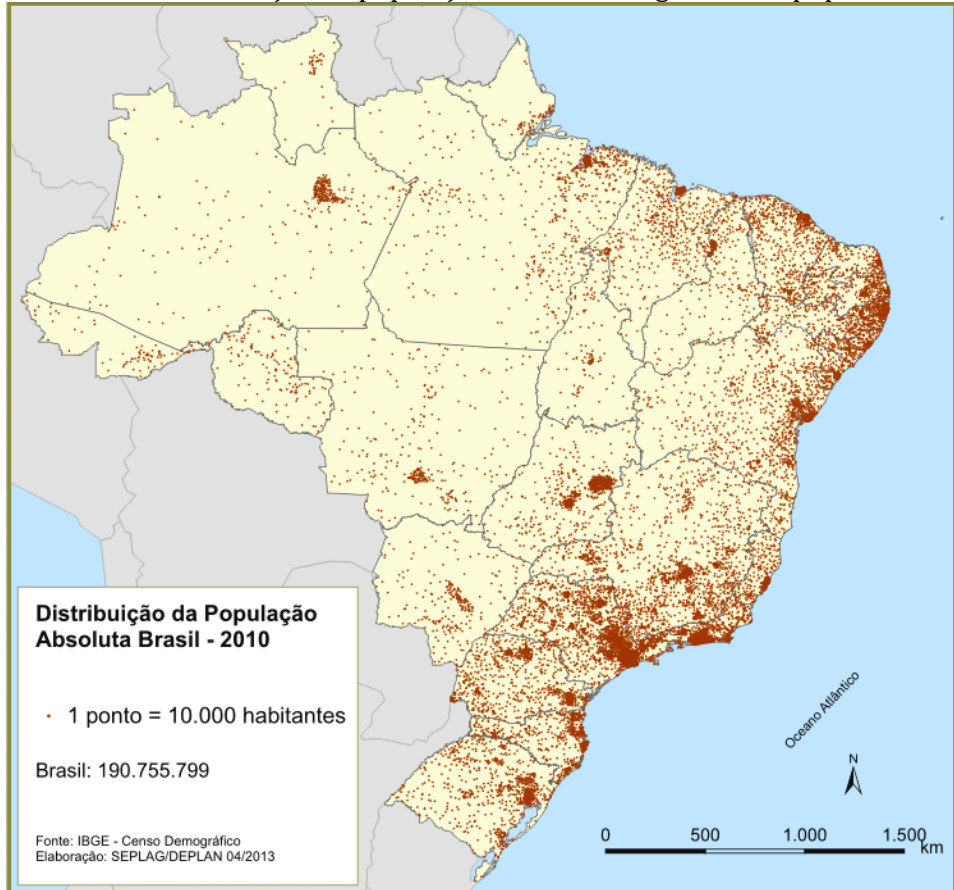 Distribuição da População
Absoluta Brasil - 2010
1 ponto = 10.000 habitantes
Brasil: 190.755.799
Fonte: IBGE - Censo Demográfico
Elaboração: SEPLAG/DEPLAN 04/2013
Oceano Atlântico
N
0 500 1.000 1.500
km